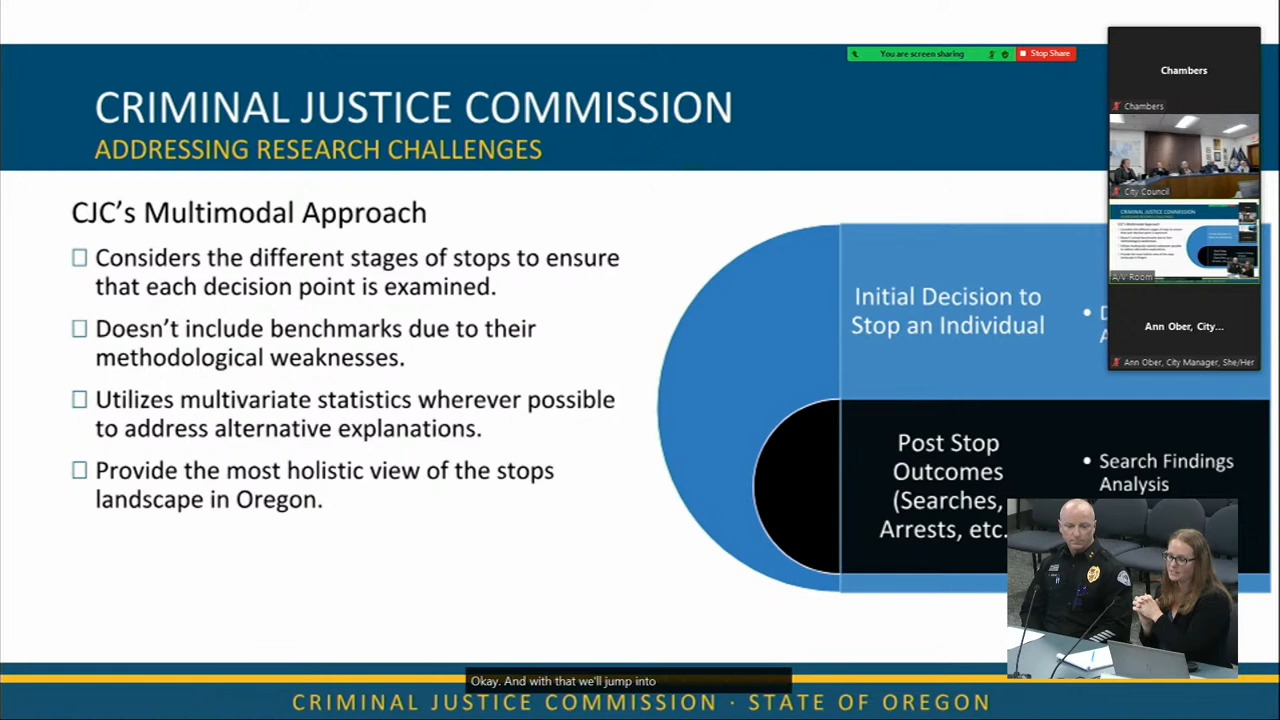 You are screen sharing
Stop Share
CRIMINAL JUSTICE COMMISSION
ADDRESSING RESEARCH CHALLENGES
CJC's Multimodal Approach
Considers the different stages of stops to ensure
that each decision point is examined.
Doesn't include benchmarks due to their
methodological weaknesses.
Utilizes multivariate statistics wherever possible
to address alternative explanations.
Provide the most holistic view of the stops
landscape in Oregon.
Initial Decision to
Stop an Individual
Post Stop
Outcomes
(Searches,
Arrests, etc.
• Search Findings
Analysis
Chambers
Chambers
City Council
CRIMINAL JUSTICE COMMISSION
A/V Room
Ann Ober, City...
Ann Ober, City Manager, She/Her
Okay. And with that we'll jump into
CRIMINAL JUSTICE COMMISSION · STATE OF OREGON